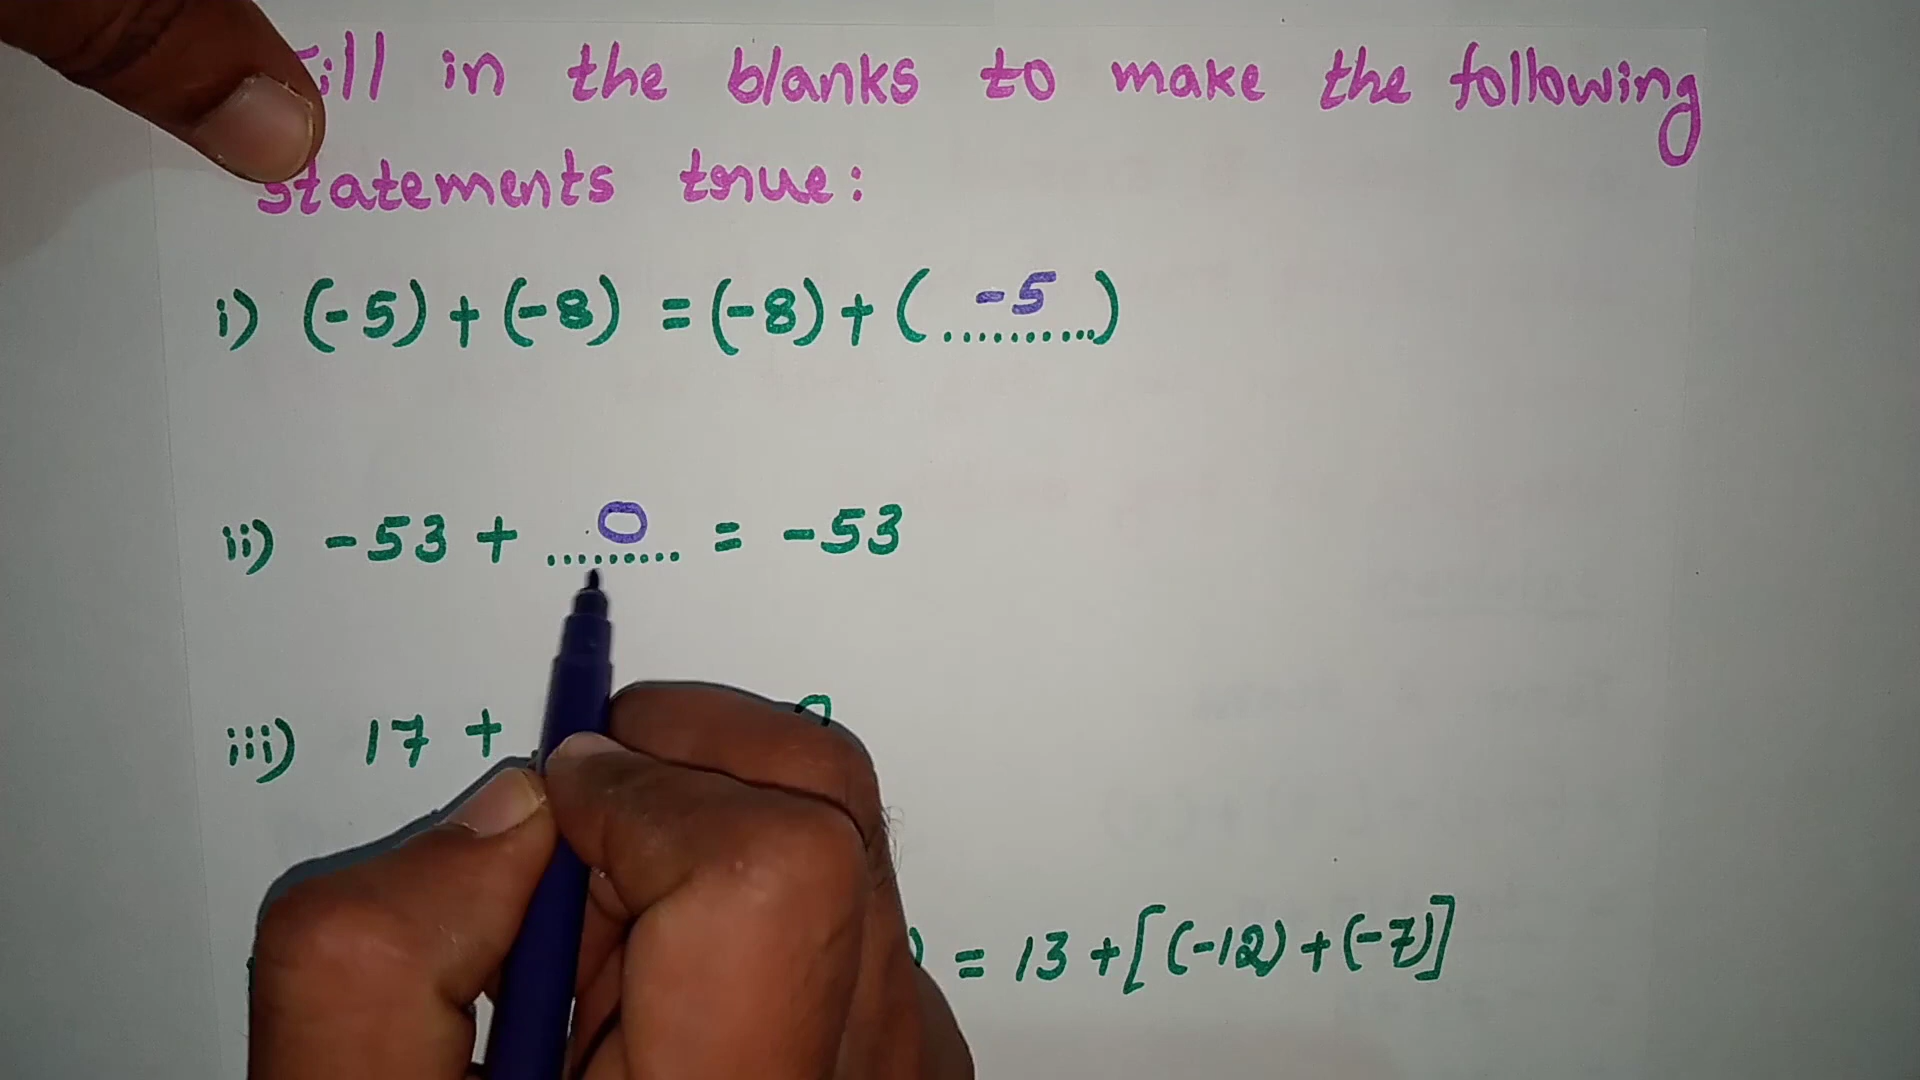 Fill in the blanks to make the following
statements true:
i) (-5) + (-8) = (-8) + ( -5 .......... )
ii) -53 + 0 ......... = -53
iii) 17 +
) = 13 + [(-12) + (-7)]